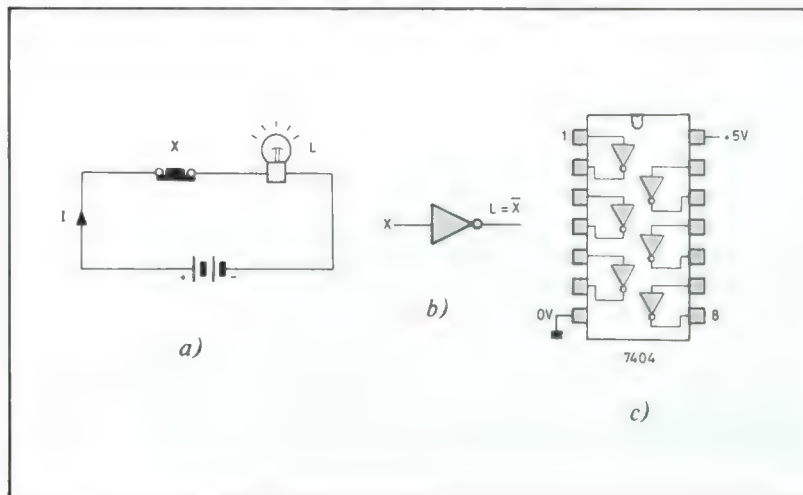 X
L
I
+ -
a)
X
L = X̅
b)
1
+5V
0V
8
7404
c)